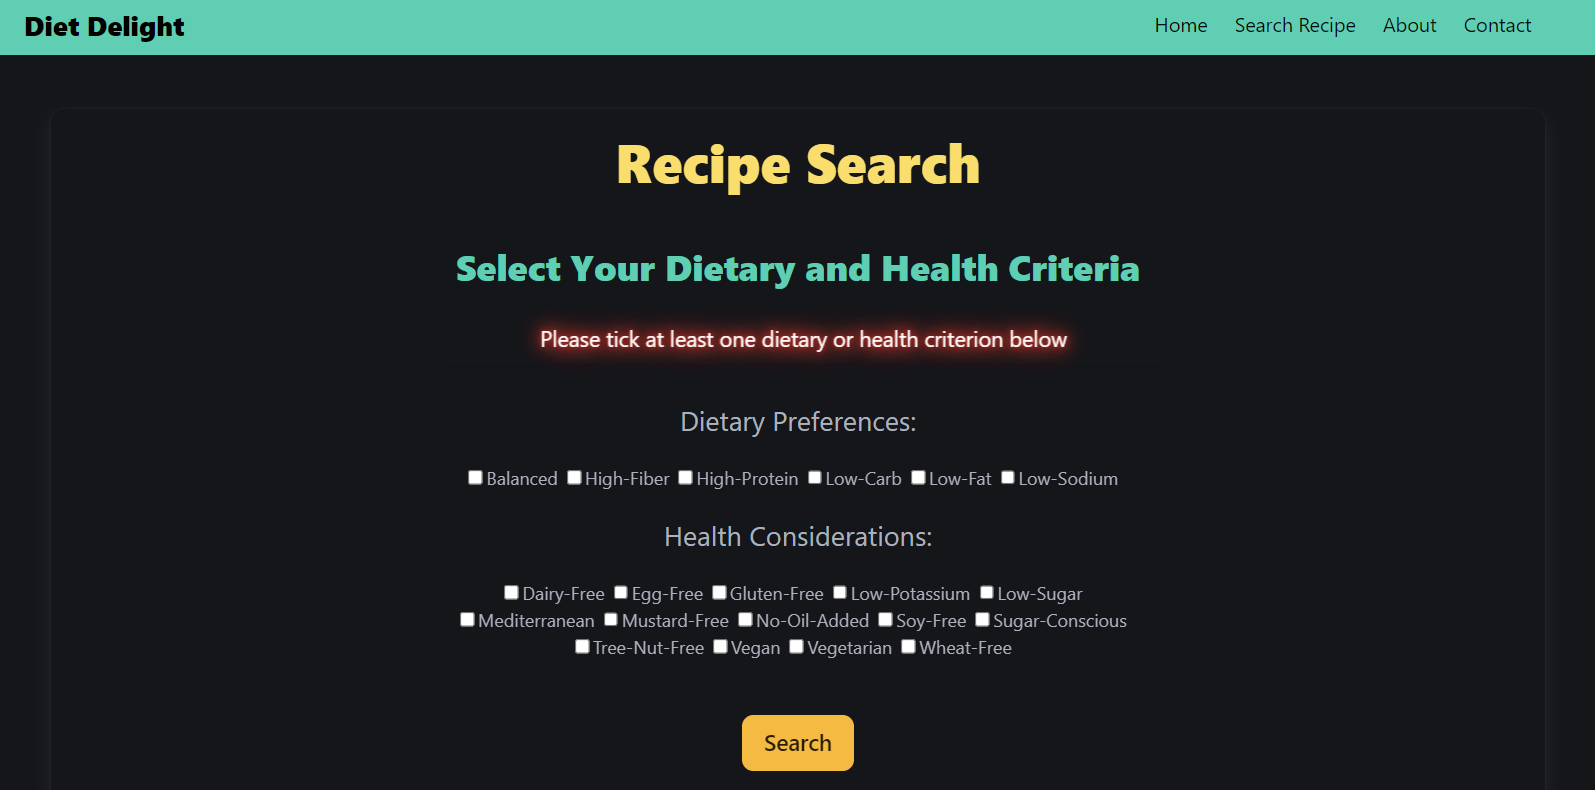 Diet Delight Home Search Recipe About Contact
Recipe Search
Select Your Dietary and Health Criteria
Please tick at least one dietary or health criterion below
Dietary Preferences:
Balanced High-Fiber High-Protein Low-Carb Low-Fat Low-Sodium
Health Considerations:
Dairy-Free Egg-Free Gluten-Free Low-Potassium Low-Sugar
Mediterranean Mustard-Free No-Oil-Added Soy-Free Sugar-Conscious
Tree-Nut-Free Vegan Vegetarian Wheat-Free
Search